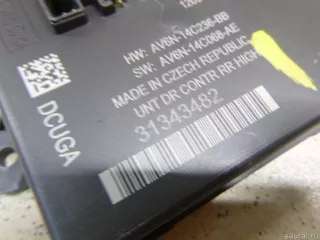 HW: AV6N-14C236-BB
SW: AV6N-14C068-AE
MADE IN CZECH REPUBLIC
UNT DR CONTR RR HIGH
31343482
DCUGA